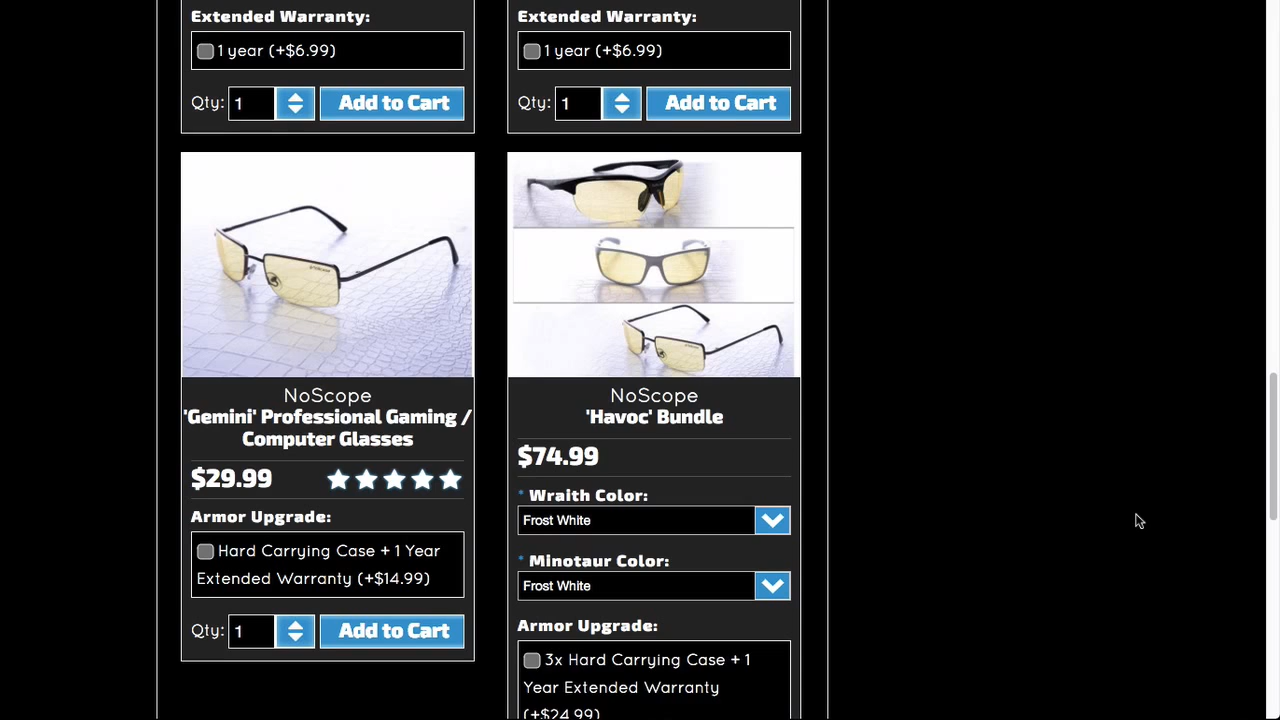 Extended Warranty:
1 year (+$6.99)
Qty: 1 Add to Cart
Extended Warranty:
1 year (+$6.99)
Qty: 1 Add to Cart
NoScope
'Gemini' Professional Gaming /
Computer Glasses
$29.99
Armor Upgrade:
Hard Carrying Case + 1 Year
Extended Warranty (+$14.99)
Qty: 1 Add to Cart
NoScope
'Havoc' Bundle
$74.99
* Wraith Color:
Frost White
* Minotaur Color:
Frost White
Armor Upgrade:
3x Hard Carrying Case + 1
Year Extended Warranty
(+$24.99)